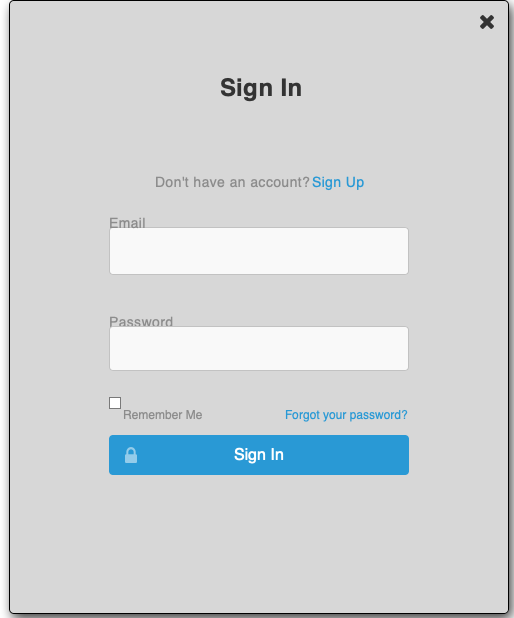 Sign In
Don't have an account? Sign Up
Email
Password
Remember Me
Forgot your password?
Sign In